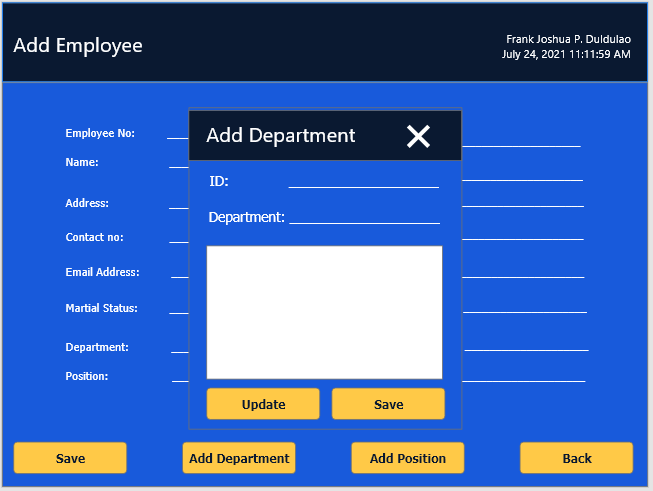 Add Employee
Frank Joshua P. Duldulao
July 24, 2021 11:11:59 AM
Employee No:
Name:
Address:
Contact no:
Email Address:
Martial Status:
Department:
Position:
Add Department
ID:
Department:
Update
Save
Save
Add Department
Add Position
Back